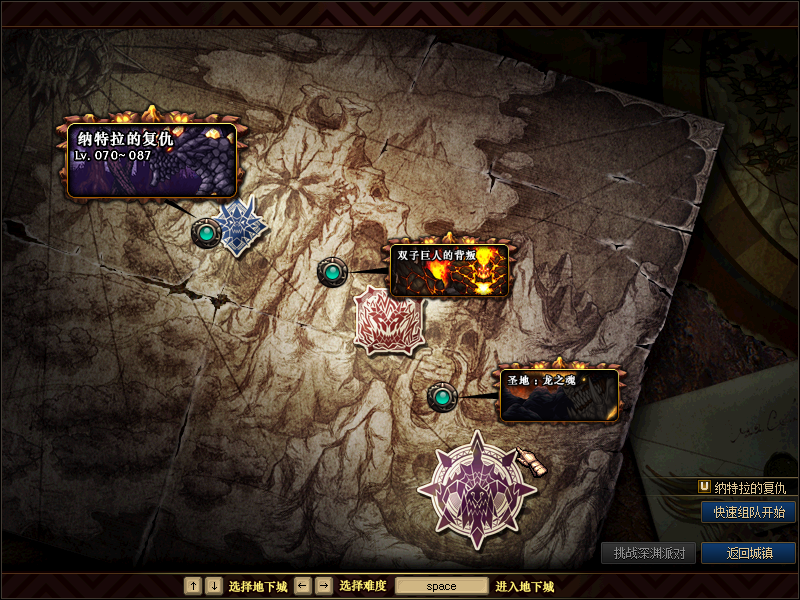 纳特拉的复仇
Lv. 070~087
双子巨人的背叛
圣地：龙之魂
U 纳特拉的复仇
快速组队开始
挑战深渊派对 返回城镇
↑ ↓ 选择地下城 ← → 选择难度 space 进入地下城